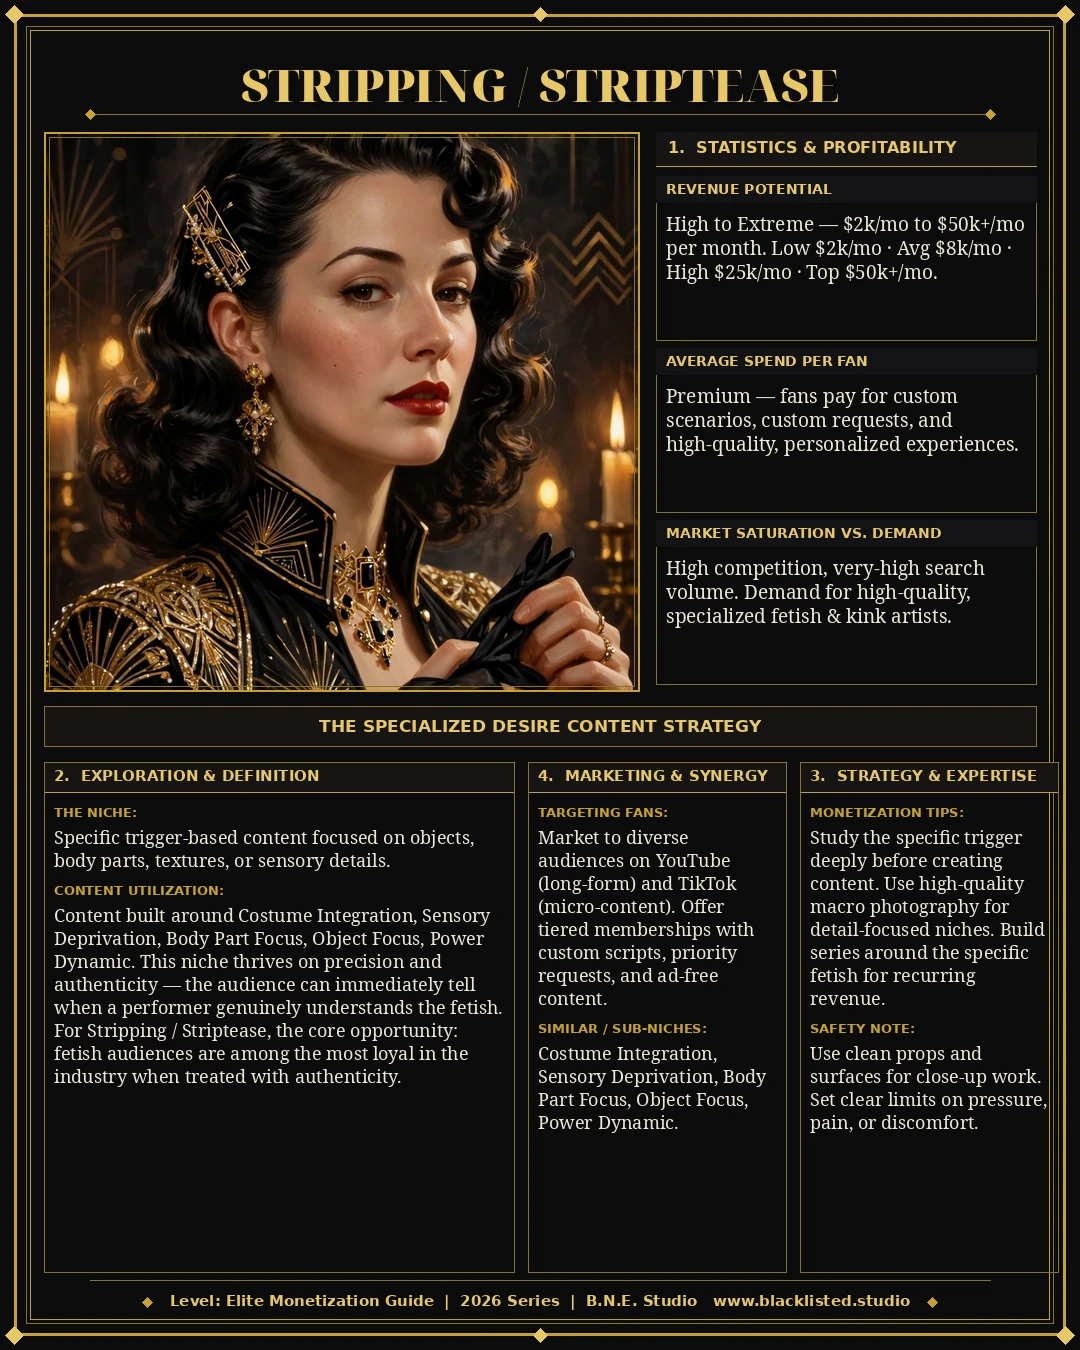 STRIPPING / STRIPTEASE
1. STATISTICS & PROFITABILITY
REVENUE POTENTIAL
High to Extreme — $2k/mo to $50k+/mo
per month. Low $2k/mo · Avg $8k/mo ·
High $25k/mo · Top $50k+/mo.
AVERAGE SPEND PER FAN
Premium — fans pay for custom
scenarios, custom requests, and
high-quality, personalized experiences.
MARKET SATURATION VS. DEMAND
High competition, very-high search
volume. Demand for high-quality,
specialized fetish & kink artists.
THE SPECIALIZED DESIRE CONTENT STRATEGY
2. EXPLORATION & DEFINITION
THE NICHE:
Specific trigger-based content focused on objects,
body parts, textures, or sensory details.
CONTENT UTILIZATION:
Content built around Costume Integration, Sensory
Deprivation, Body Part Focus, Object Focus, Power
Dynamic. This niche thrives on precision and
authenticity — the audience can immediately tell
when a performer genuinely understands the fetish.
For Stripping / Striptease, the core opportunity:
fetish audiences are among the most loyal in the
industry when treated with authenticity.
4. MARKETING & SYNERGY
TARGETING FANS:
Market to diverse
audiences on YouTube
(long-form) and TikTok
(micro-content). Offer
tiered memberships with
custom scripts, priority
requests, and ad-free
content.
SIMILAR / SUB-NICHES:
Costume Integration,
Sensory Deprivation, Body
Part Focus, Object Focus,
Power Dynamic.
3. STRATEGY & EXPERTISE
MONETIZATION TIPS:
Study the specific trigger
deeply before creating
content. Use high-quality
macro photography for
detail-focused niches. Build
series around the specific
fetish for recurring
revenue.
SAFETY NOTE:
Use clean props and
surfaces for close-up work.
Set clear limits on pressure,
pain, or discomfort.
Level: Elite Monetization Guide | 2026 Series | B.N.E. Studio www.blacklisted.studio